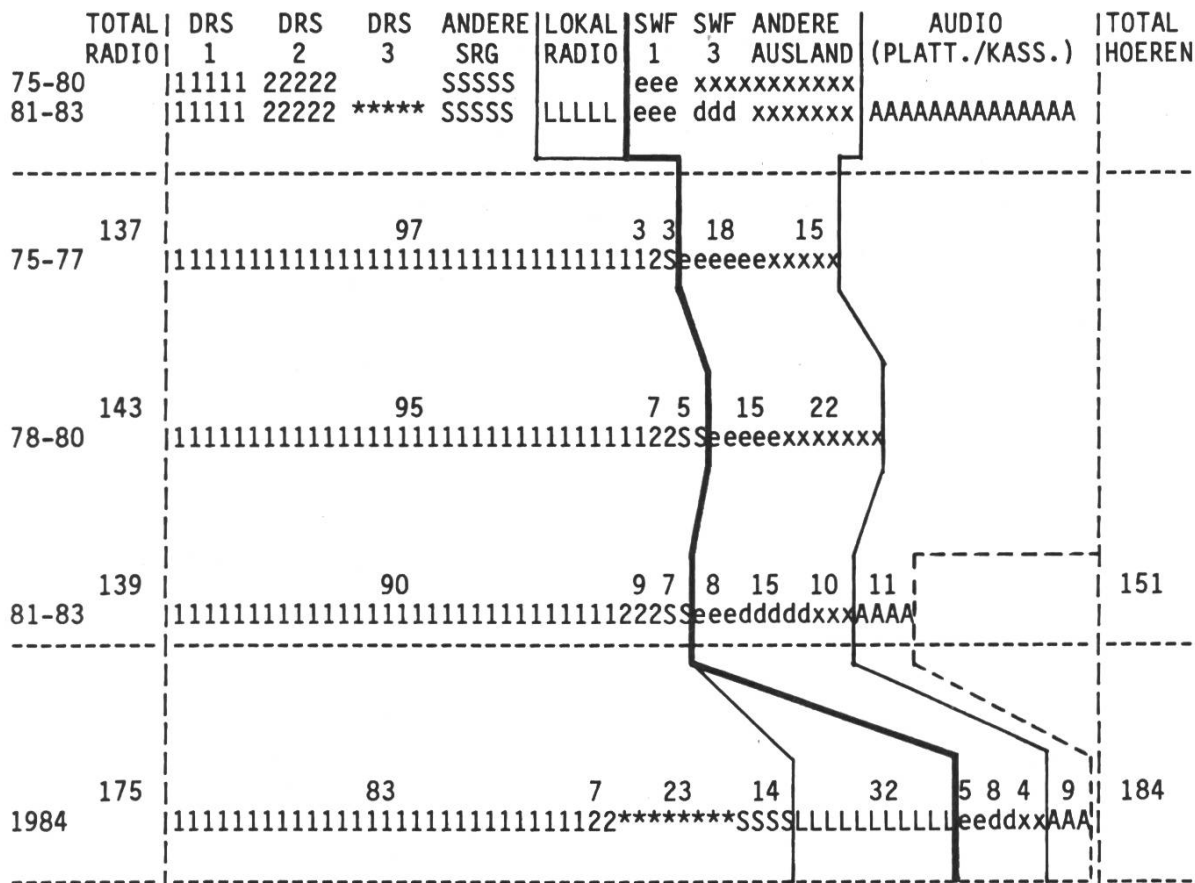 TOTAL | DRS DRS DRS ANDERE LOKAL SWF SWF ANDERE AUDIO | TOTAL
RADIO | 1 2 3 SRG RADIO 1 3 AUSLAND (PLATT./KASS.) | HOEREN
75-80 | 11111 22222 SSSSS eee xxxxxxxxxxx
81-83 | 11111 22222 ***** SSSSS LLLLL eee ddd xxxxxxx AAAAAAAAAAAAAA
137 97 3 3 18 15
75-77 | 111111111111111111111111111111112Seeeeeexxxxx
143 95 7 5 15 22
78-80 | 1111111111111111111111111111111122SSeeeeexxxxxxx
139 90 9 7 8 15 10 11 151
81-83 | 111111111111111111111111111111222SSeeedddddxxxAAAA
175 83 7 23 14 32 5 8 4 9 184
1984 | 111111111111111111111111111122********SSSSLLLLLLLLLLLeeddxxAAA